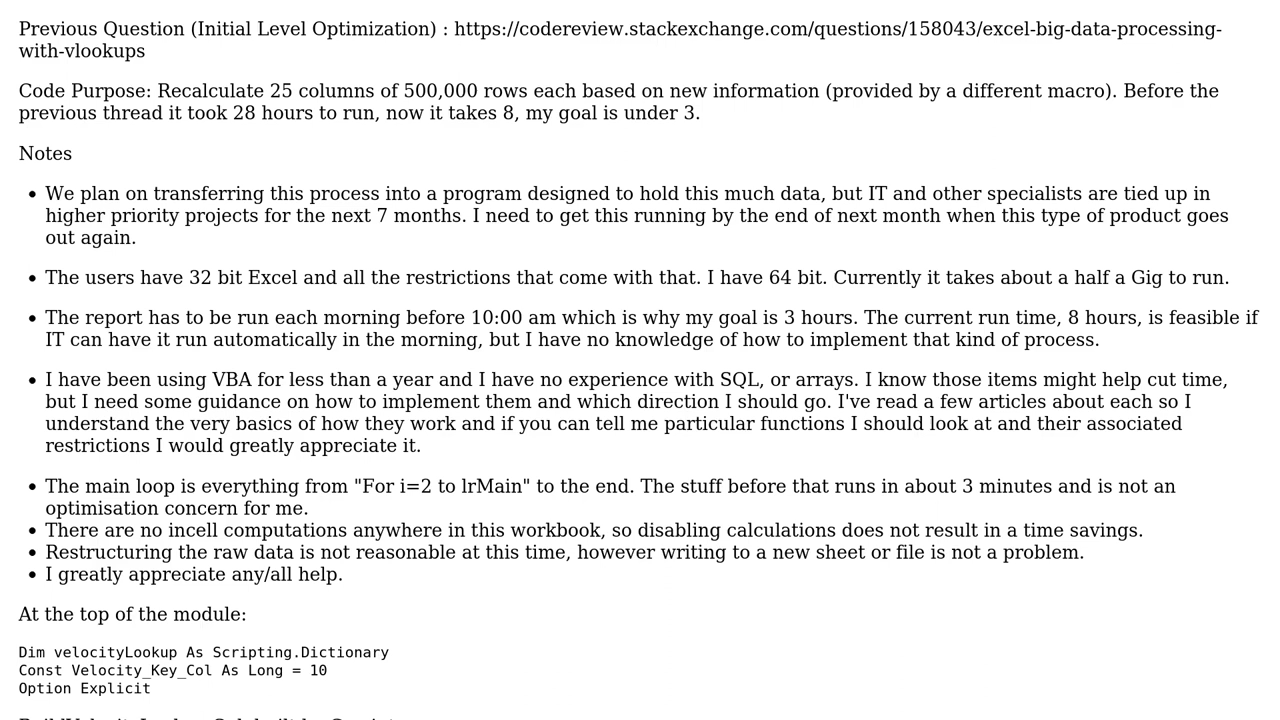 Previous Question (Initial Level Optimization) : https://codereview.stackexchange.com/questions/158043/excel-big-data-processing-
with-vlookups
Code Purpose: Recalculate 25 columns of 500,000 rows each based on new information (provided by a different macro). Before the
previous thread it took 28 hours to run, now it takes 8, my goal is under 3.
Notes
• We plan on transferring this process into a program designed to hold this much data, but IT and other specialists are tied up in
higher priority projects for the next 7 months. I need to get this running by the end of next month when this type of product goes
out again.
• The users have 32 bit Excel and all the restrictions that come with that. I have 64 bit. Currently it takes about a half a Gig to run.
• The report has to be run each morning before 10:00 am which is why my goal is 3 hours. The current run time, 8 hours, is feasible if
IT can have it run automatically in the morning, but I have no knowledge of how to implement that kind of process.
• I have been using VBA for less than a year and I have no experience with SQL, or arrays. I know those items might help cut time,
but I need some guidance on how to implement them and which direction I should go. I've read a few articles about each so I
understand the very basics of how they work and if you can tell me particular functions I should look at and their associated
restrictions I would greatly appreciate it.
• The main loop is everything from "For i=2 to lrMain" to the end. The stuff before that runs in about 3 minutes and is not an
optimisation concern for me.
• There are no incell computations anywhere in this workbook, so disabling calculations does not result in a time savings.
• Restructuring the raw data is not reasonable at this time, however writing to a new sheet or file is not a problem.
• I greatly appreciate any/all help.
At the top of the module:
Dim velocityLookup As Scripting.Dictionary
Const Velocity_Key_Col As Long = 10
Option Explicit